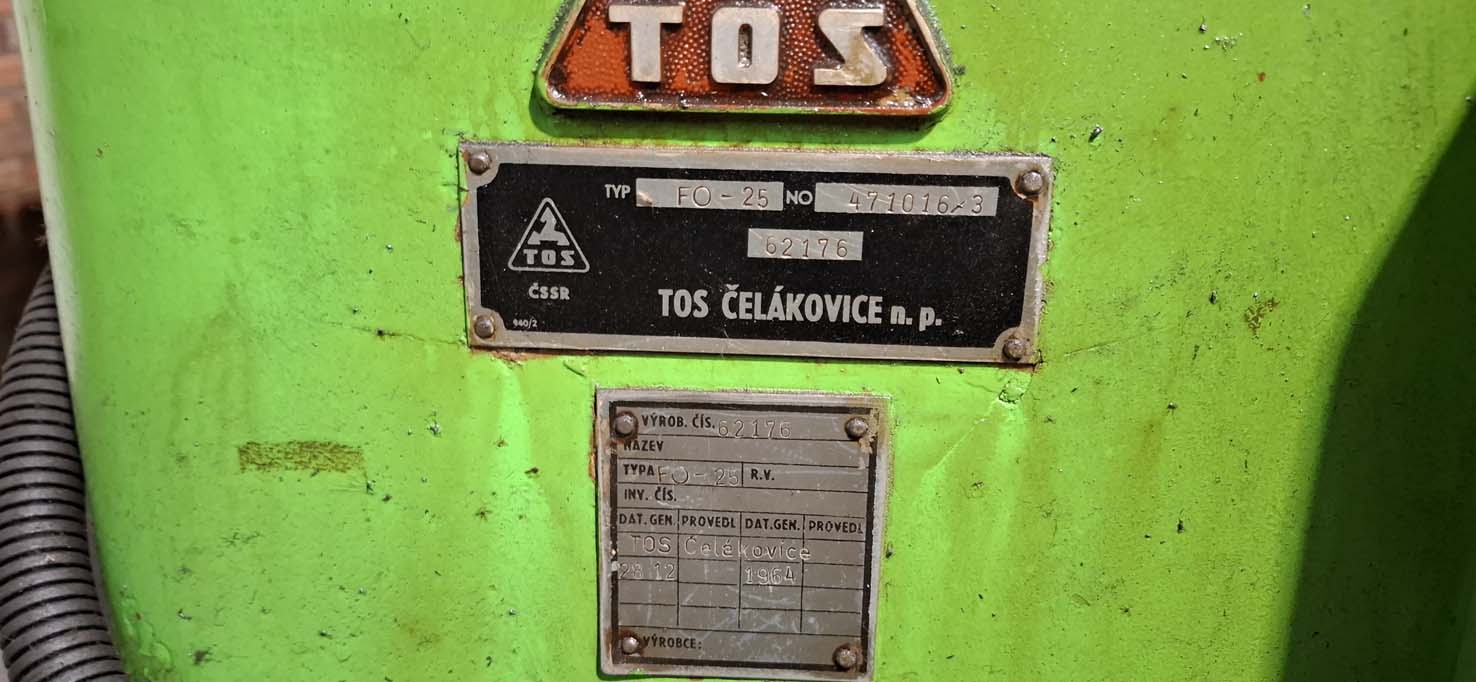 TOS
TYP FO-25 NO 471016-3
62176
TOS
ČSSR
TOS ČELÁKOVICE n. p.
940/2
VÝROB. ČÍS. 62176
NÁZEV
TYPA FO-25 R.V.
INV. ČÍS.
DAT. GEN. PROVEDL DAT. GEN. PROVEDL
TOS Čelákovice
28 12 1964
VÝROBCE: